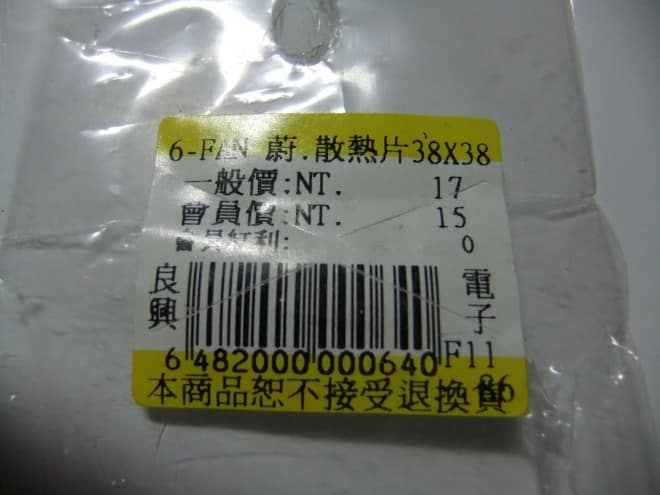 6-FAN 蔚.散熱片38X38
一般價:NT. 17
會員價:NT. 15
會員紅利: 0
良興
電子
6 482000 000640
F11
86
本商品恕不接受退換貨